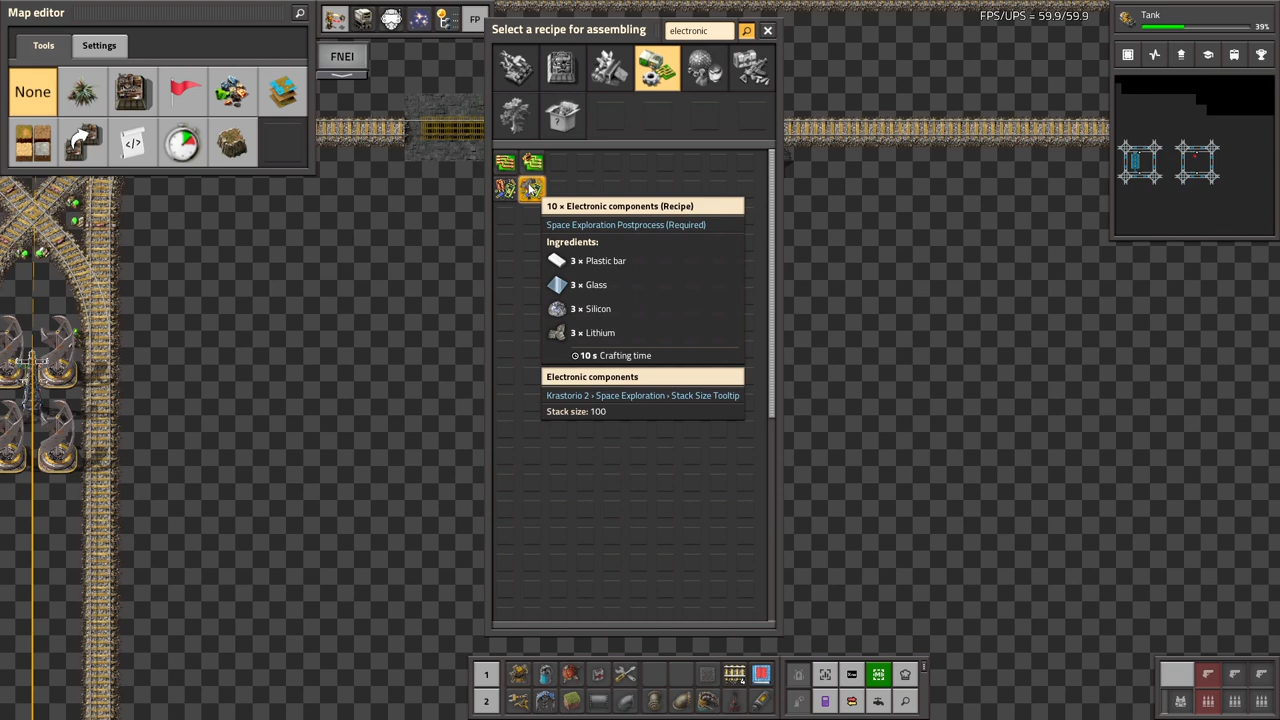 Map editor
Tools
Settings
None
</>
FP
FNEI
Select a recipe for assembling
electronic
?
10 × Electronic components (Recipe)
Space Exploration Postprocess (Required)
Ingredients:
3 × Plastic bar
3 × Glass
3 × Silicon
3 × Lithium
10 s Crafting time
Electronic components
Krastorio 2 › Space Exploration › Stack Size Tooltip
Stack size: 100
FPS/UPS = 59.9/59.9
Tank
39%
1
2
4